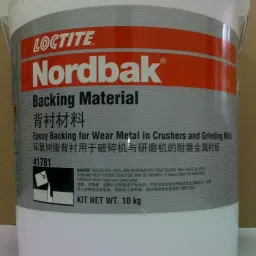 LOCTITE
Nordbak®
Backing Material
背衬材料
Epoxy Backing for Wear Metal in Crushers and Grinding Mills
环氧树脂背衬用于破碎机与研磨机的耐磨金属衬板
41781
KIT NET WT. 10 kg